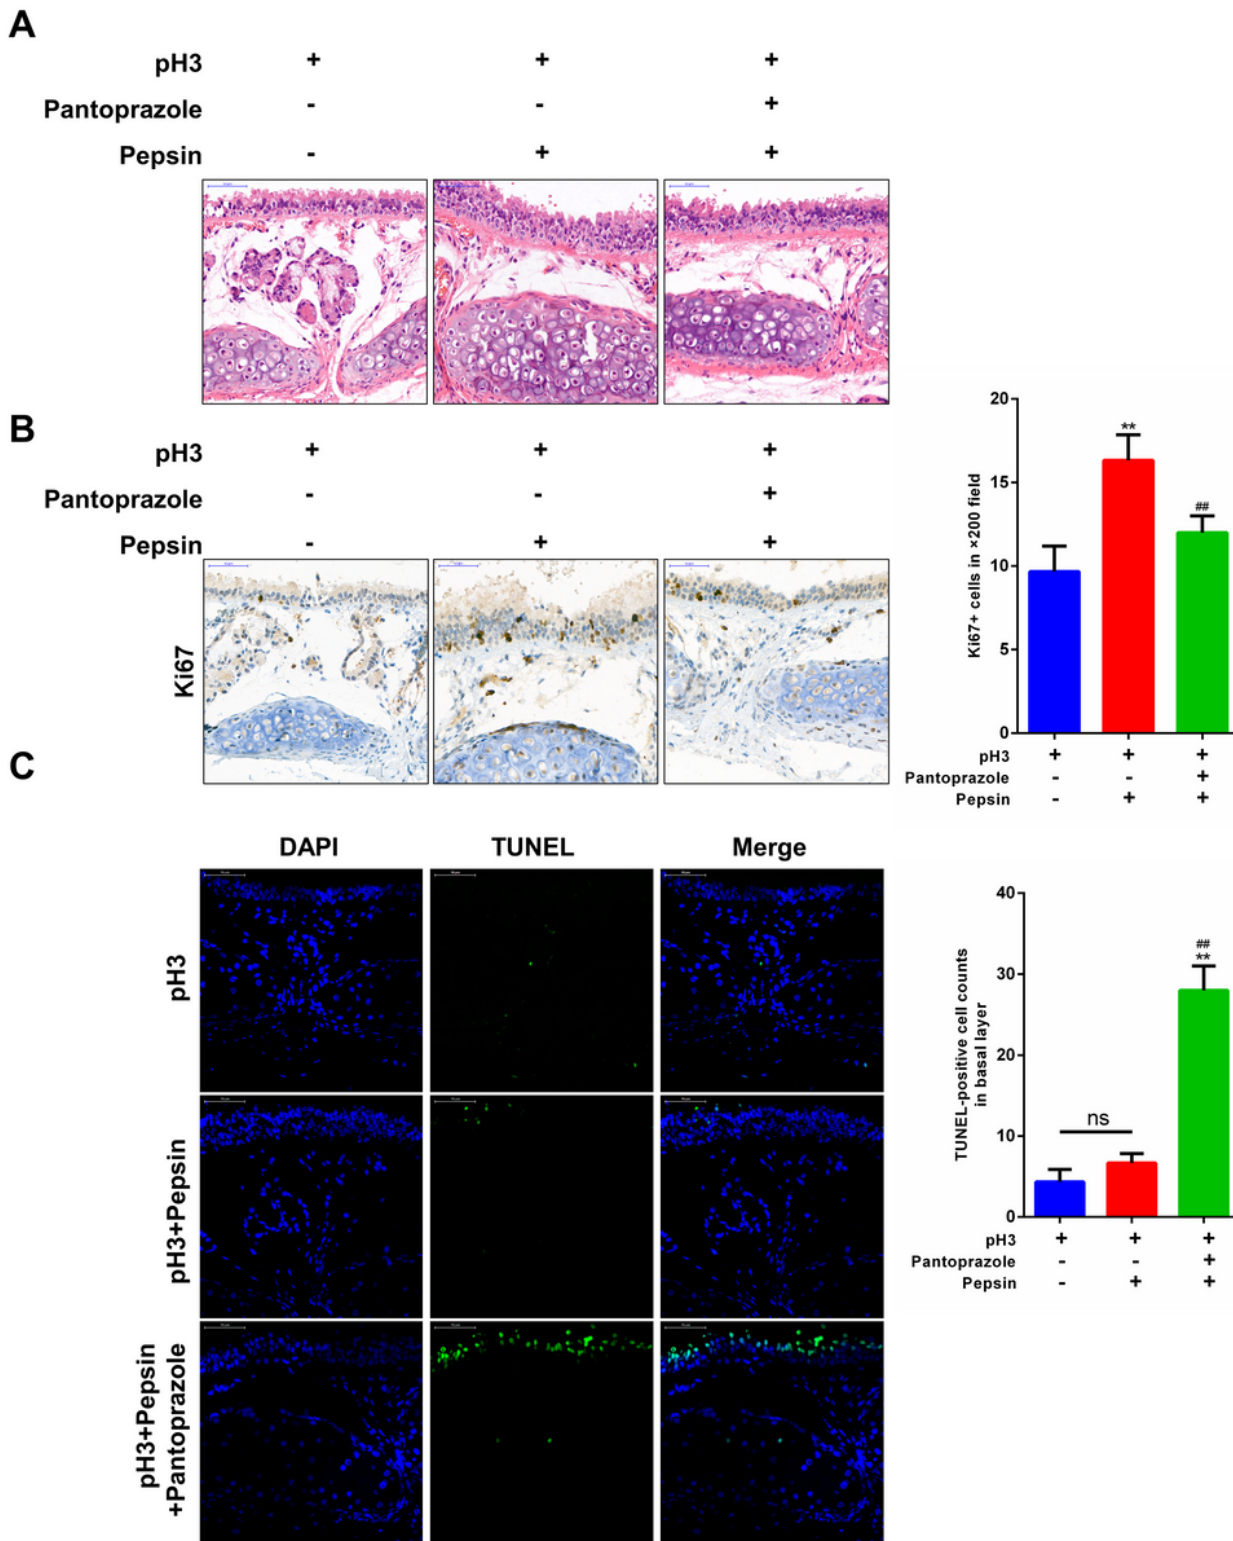 A
pH3 + + +
Pantoprazole - - +
Pepsin - + +
B
pH3 + + +
Pantoprazole - - +
Pepsin - + +
Ki67
Ki67+ cells in ×200 field
20
15
10
5
0
**
##
pH3 + + +
Pantoprazole - - +
Pepsin - + +
C
DAPI TUNEL Merge
pH3
pH3+Pepsin
pH3+Pepsin
+Pantoprazole
TUNEL-positive cell counts
in basal layer
40
30
20
10
0
ns
##
**
pH3 + + +
Pantoprazole - - +
Pepsin - + +